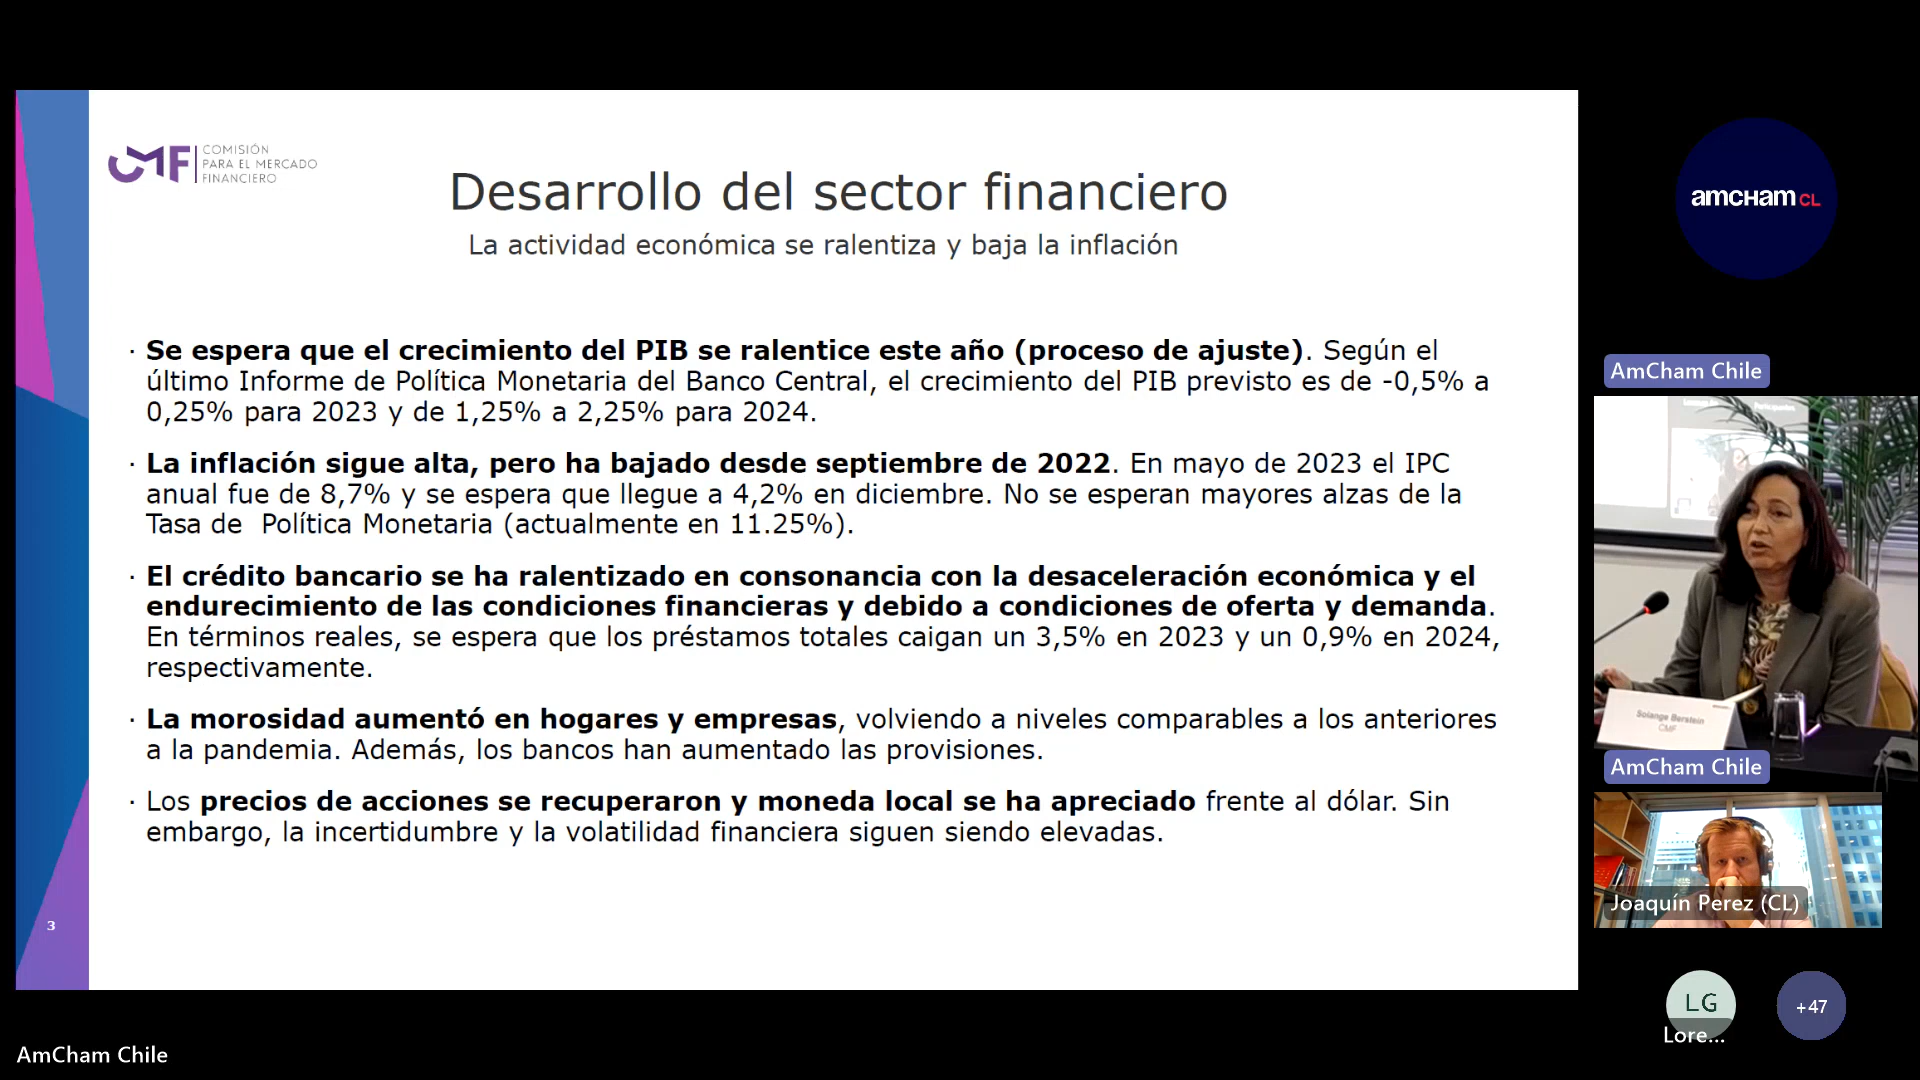 CMF
COMISIÓN
PARA EL MERCADO
FINANCIERO
Desarrollo del sector financiero
La actividad económica se ralentiza y baja la inflación
· Se espera que el crecimiento del PIB se ralentice este año (proceso de ajuste). Según el
último Informe de Política Monetaria del Banco Central, el crecimiento del PIB previsto es de -0,5% a
0,25% para 2023 y de 1,25% a 2,25% para 2024.
· La inflación sigue alta, pero ha bajado desde septiembre de 2022. En mayo de 2023 el IPC
anual fue de 8,7% y se espera que llegue a 4,2% en diciembre. No se esperan mayores alzas de la
Tasa de  Política Monetaria (actualmente en 11.25%).
· El crédito bancario se ha ralentizado en consonancia con la desaceleración económica y el
endurecimiento de las condiciones financieras y debido a condiciones de oferta y demanda.
En términos reales, se espera que los préstamos totales caigan un 3,5% en 2023 y un 0,9% en 2024,
respectivamente.
· La morosidad aumentó en hogares y empresas, volviendo a niveles comparables a los anteriores
a la pandemia. Además, los bancos han aumentado las provisiones.
· Los precios de acciones se recuperaron y moneda local se ha apreciado frente al dólar. Sin
embargo, la incertidumbre y la volatilidad financiera siguen siendo elevadas.
3
AmCham Chile
amcham CL
AmCham Chile
Participantes
Solange Berstein
CMF
AmCham Chile
Joaquín Perez (CL)
LG
Lore...
+47